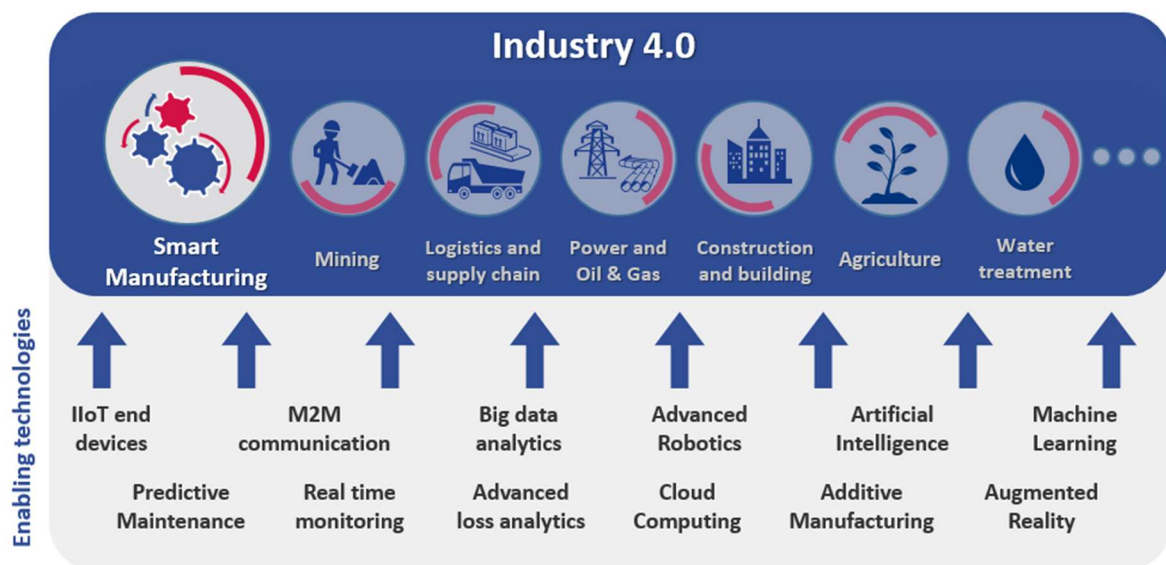 Industry 4.0
Smart
Manufacturing
Mining
Logistics and
supply chain
Power and
Oil & Gas
Construction
and building
Agriculture
Water
treatment
Enabling technologies
IIoT end
devices
M2M
communication
Big data
analytics
Advanced
Robotics
Artificial
Intelligence
Machine
Learning
Predictive
Maintenance
Real time
monitoring
Advanced
loss analytics
Cloud
Computing
Additive
Manufacturing
Augmented
Reality